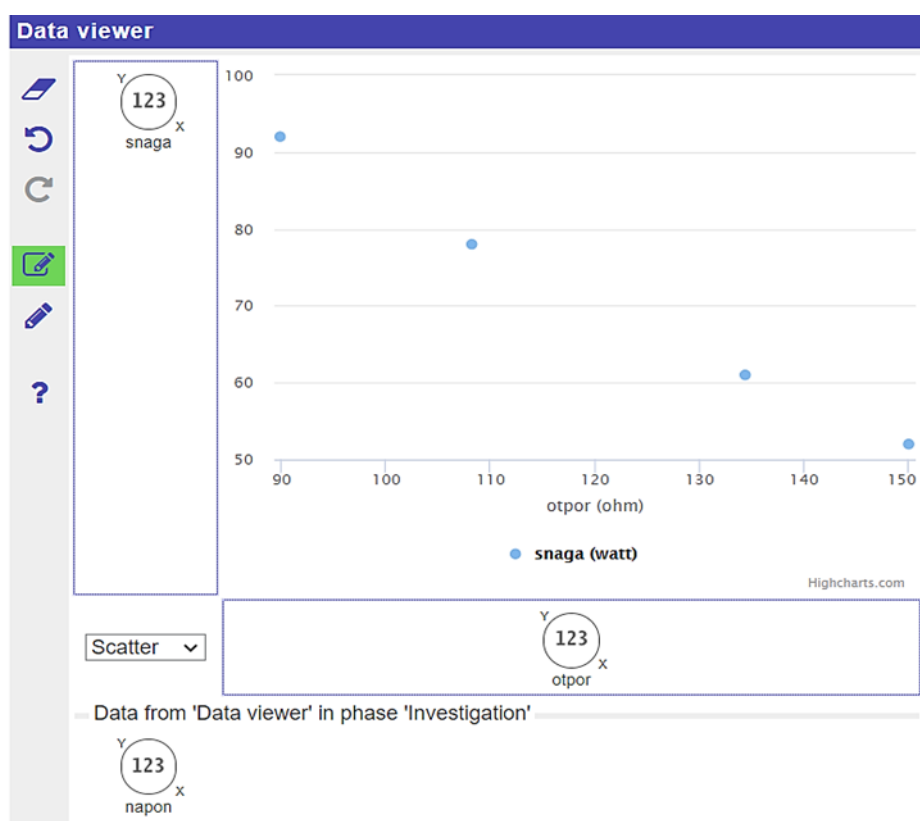 Data viewer
Y
123
X
snaga
100
90
80
70
60
50
90 100 110 120 130 140 150
otpor (ohm)
snaga (watt)
Highcharts.com
Scatter
Y
123
X
otpor
?
Data from 'Data viewer' in phase 'Investigation'
Y
123
X
napon